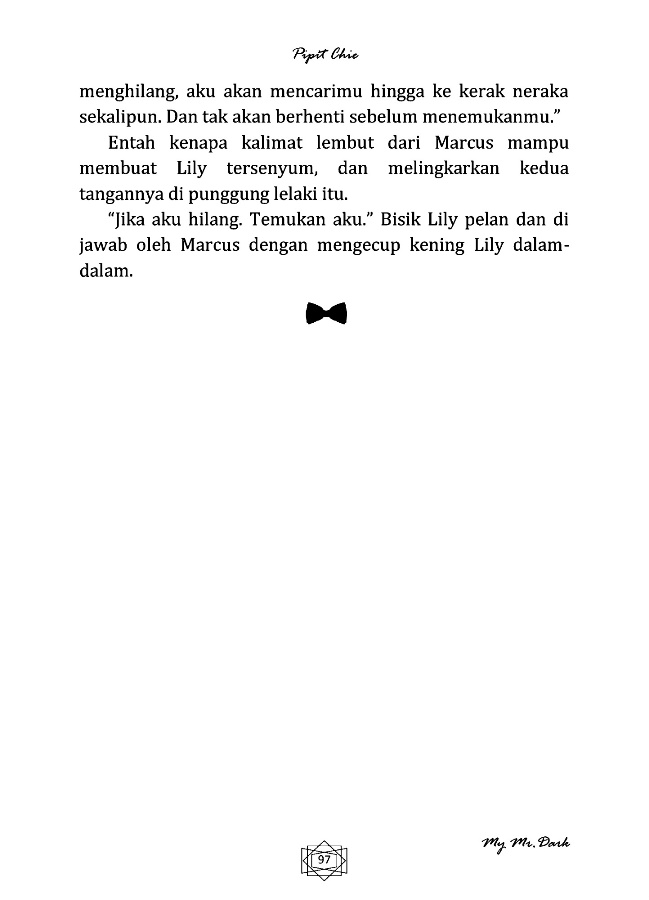 Pipit Chie
menghilang, aku akan mencarimu hingga ke kerak neraka
sekalipun. Dan tak akan berhenti sebelum menemukanmu.”
Entah kenapa kalimat lembut dari Marcus mampu
membuat Lily tersenyum, dan melingkarkan kedua
tangannya di punggung lelaki itu.
“Jika aku hilang. Temukan aku.” Bisik Lily pelan dan di
jawab oleh Marcus dengan mengecup kening Lily dalam-
dalam.
My Mr. Dark
97